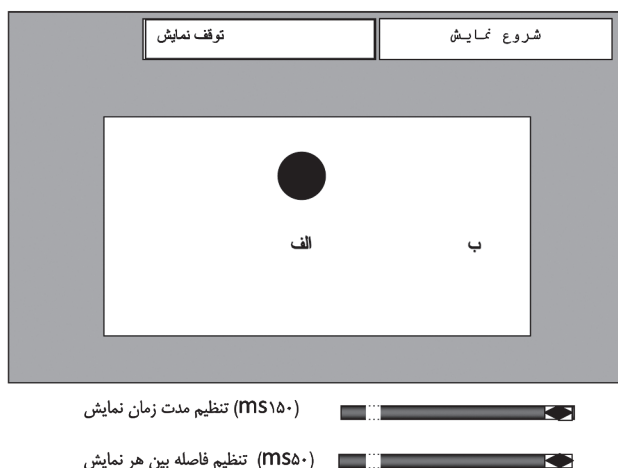 شروع نمایش
توقف نمایش
الف
ب
(ms۱۵۰) تنظیم مدت زمان نمایش
(ms۵۰) تنظیم فاصله بین هر نمایش